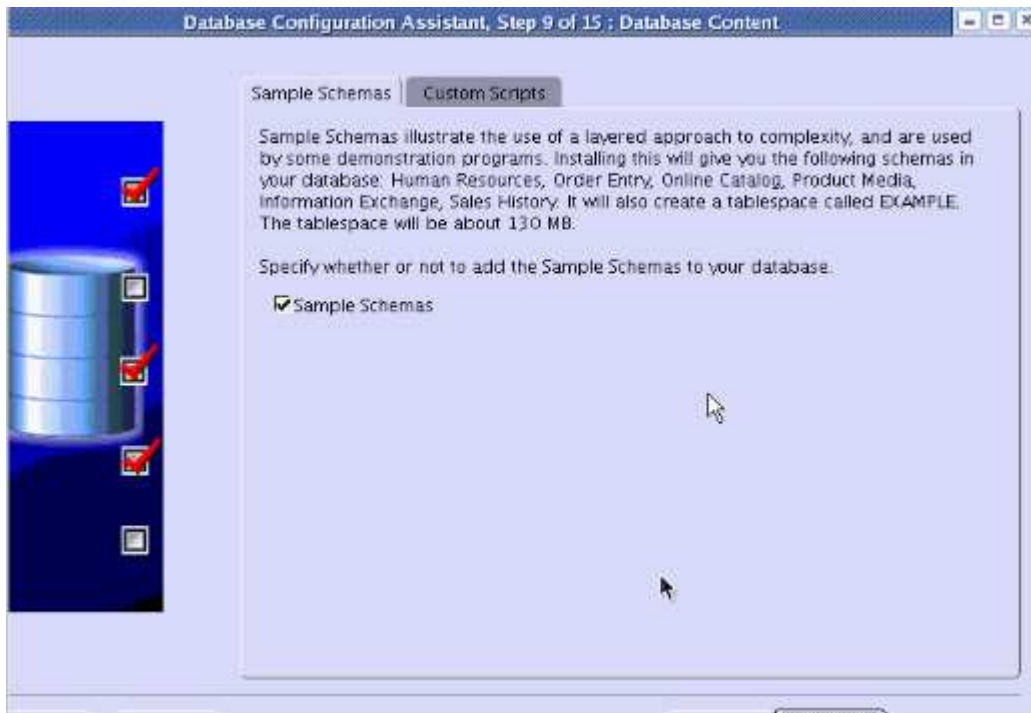 Database Configuration Assistant, Step 9 of 15 : Database Content
Sample Schemas
Custom Scripts
Sample Schemas illustrate the use of a layered approach to complexity, and are used
by some demonstration programs. Installing this will give you the following schemas in
your database: Human Resources, Order Entry, Online Catalog, Product Media,
Information Exchange, Sales History. It will also create a tablespace called EXAMPLE.
The tablespace will be about 130 MB.
Specify whether or not to add the Sample Schemas to your database.
Sample Schemas